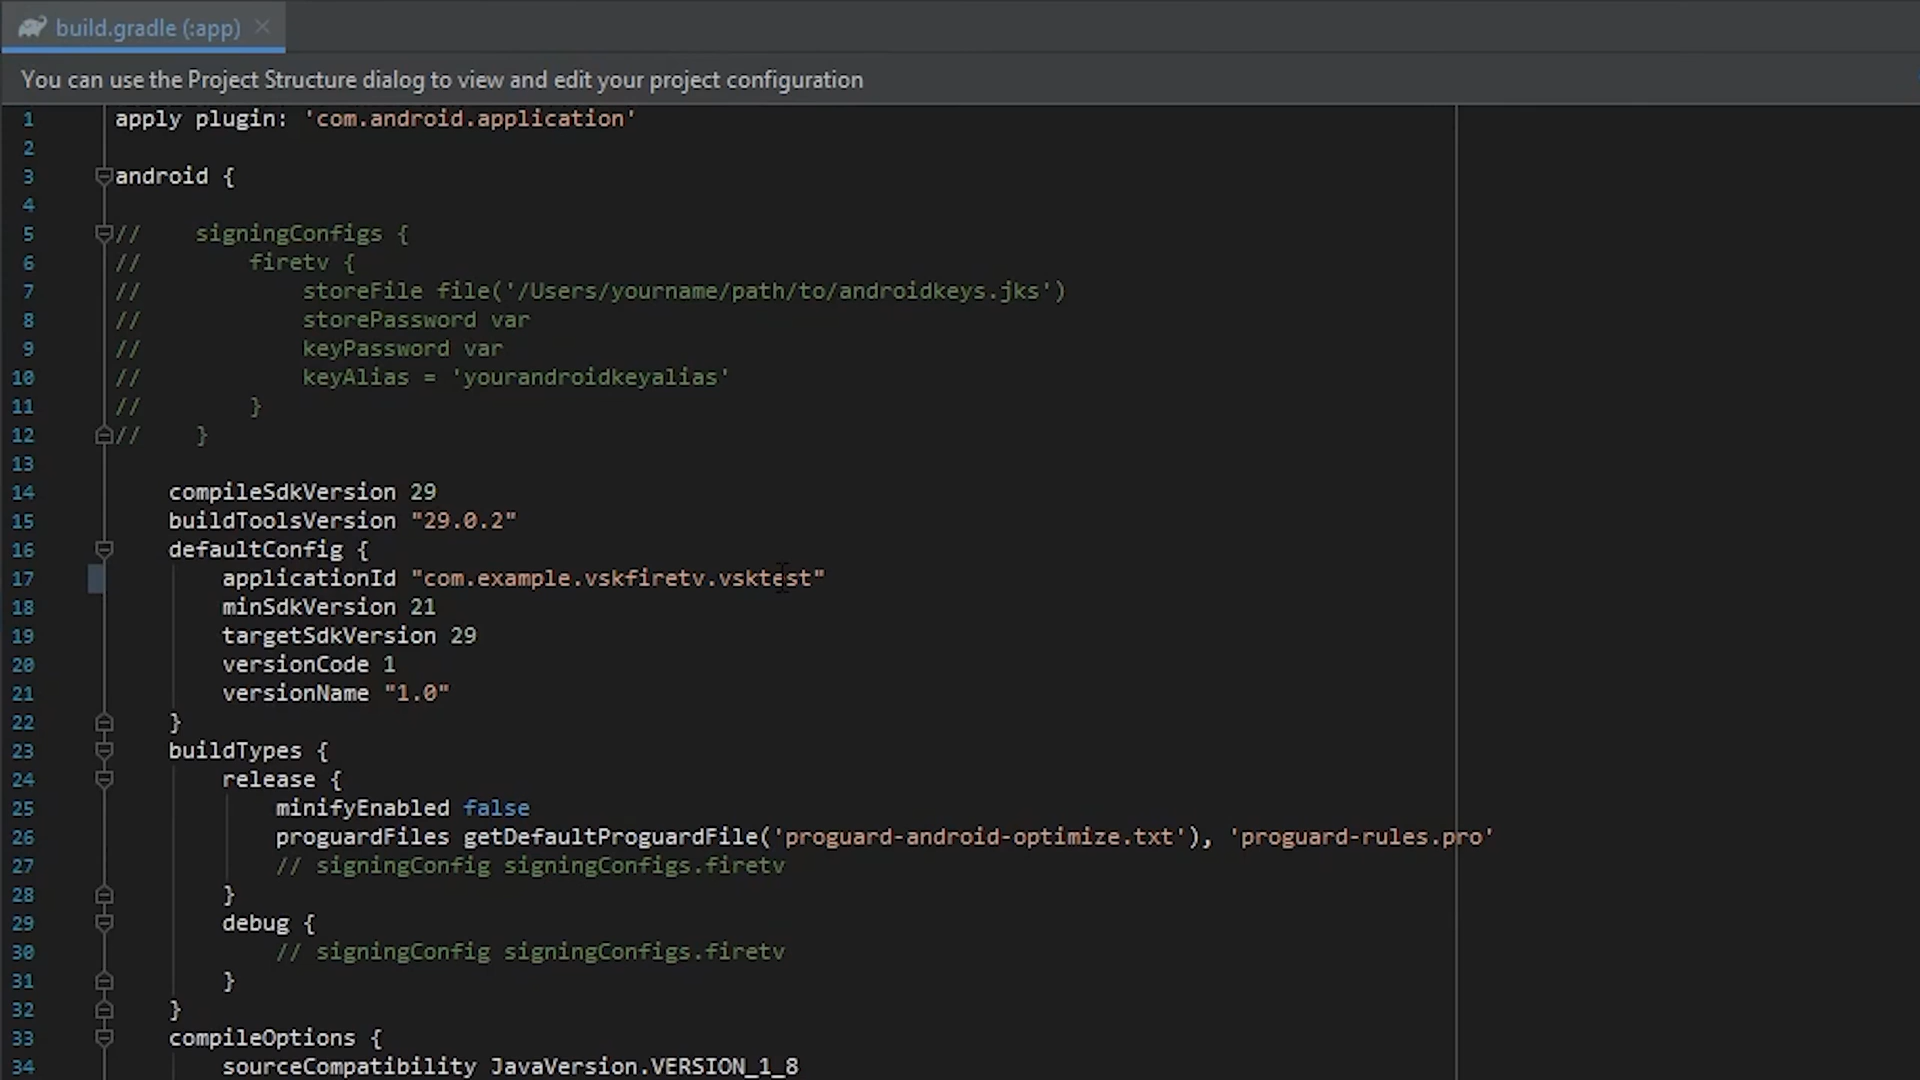 build.gradle (:app)
You can use the Project Structure dialog to view and edit your project configuration
1 apply plugin: 'com.android.application'
2
3 android {
4
5 //    signingConfigs {
6 //        firetv {
7 //            storeFile file('/Users/yourname/path/to/androidkeys.jks')
8 //            storePassword var
9 //            keyPassword var
10 //            keyAlias = 'yourandroidkeyalias'
11 //        }
12 //    }
13
14     compileSdkVersion 29
15     buildToolsVersion "29.0.2"
16     defaultConfig {
17         applicationId "com.example.vskfiretv.vsktest"
18         minSdkVersion 21
19         targetSdkVersion 29
20         versionCode 1
21         versionName "1.0"
22     }
23     buildTypes {
24         release {
25             minifyEnabled false
26             proguardFiles getDefaultProguardFile('proguard-android-optimize.txt'), 'proguard-rules.pro'
27             // signingConfig signingConfigs.firetv
28         }
29         debug {
30             // signingConfig signingConfigs.firetv
31         }
32     }
33     compileOptions {
34         sourceCompatibility JavaVersion.VERSION_1_8